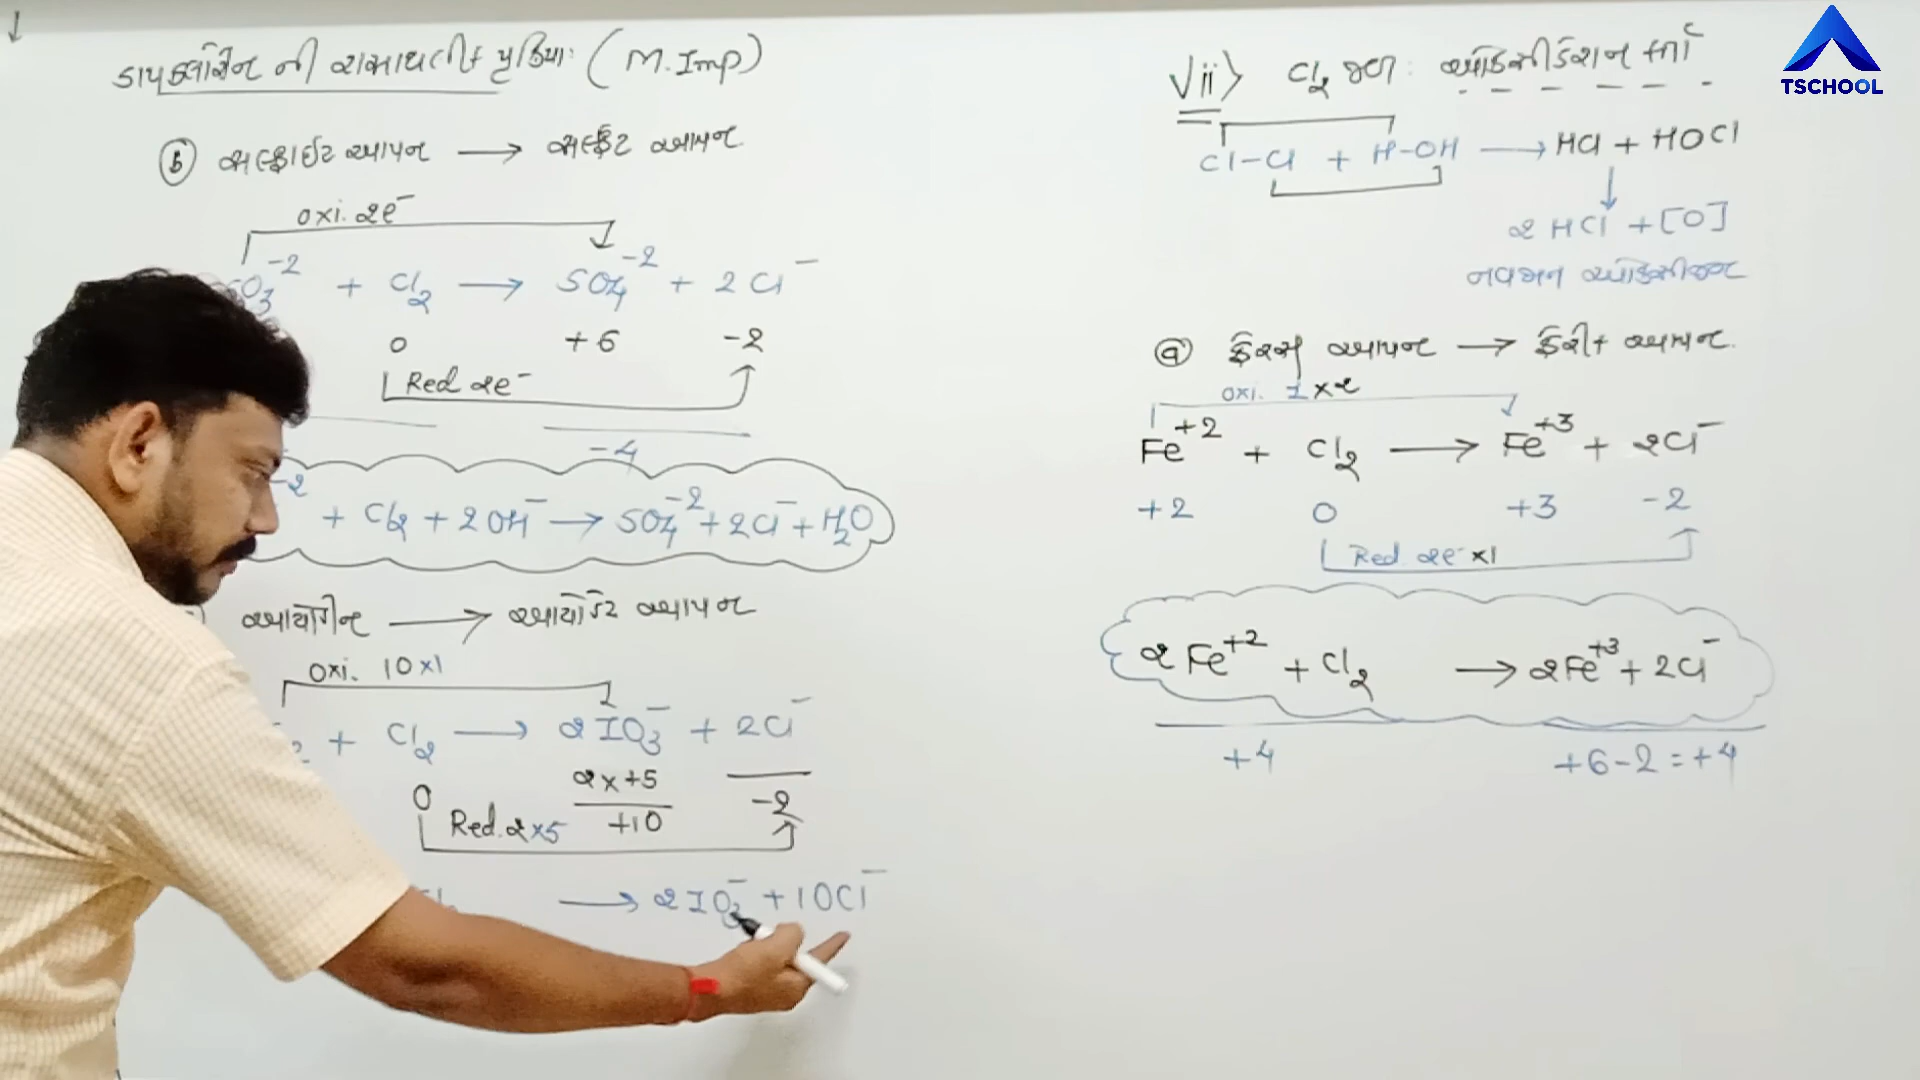 ડાયક્લોરિન ની રાસાયણીક પ્રક્રિયા: (M.Imp)
ⓑ સલ્ફાઈટ આયન ⟶ સલ્ફેટ આયન.
oxi. 2e⁻
SO₃⁻² + Cl₂ ⟶ SO₄⁻² + 2Cl⁻
0 +6 -2
Red 2e⁻
-4
⁻² + Cl₂ + 2OH⁻ ⟶ SO₄⁻² + 2Cl⁻ + H₂O
આયોડિન ⟶ આયોડેટ આયન
oxi. 10×1
₂ + Cl₂ ⟶ 2IO₃⁻ + 2Cl⁻
0 2×+5 -2
+10
Red. 2×5
⟶ 2IO₃⁻ + 10Cl⁻
Vii> Cl₂ જળ : ઓક્સિડેશન કર્તા
Cl-Cl + H-OH ⟶ HCl + HOCl
↓
2HCl + [O]
નવજાત ઓક્સિજન
ⓐ ફેરસ આયન ⟶ ફેરીક આયન.
oxi. 1×2
Fe⁺² + Cl₂ ⟶ Fe⁺³ + 2Cl⁻
+2 0 +3 -2
Red 2e⁻ ×1
2Fe⁺² + Cl₂ ⟶ 2Fe⁺³ + 2Cl⁻
+4 +6-2=+4
TSCHOOL